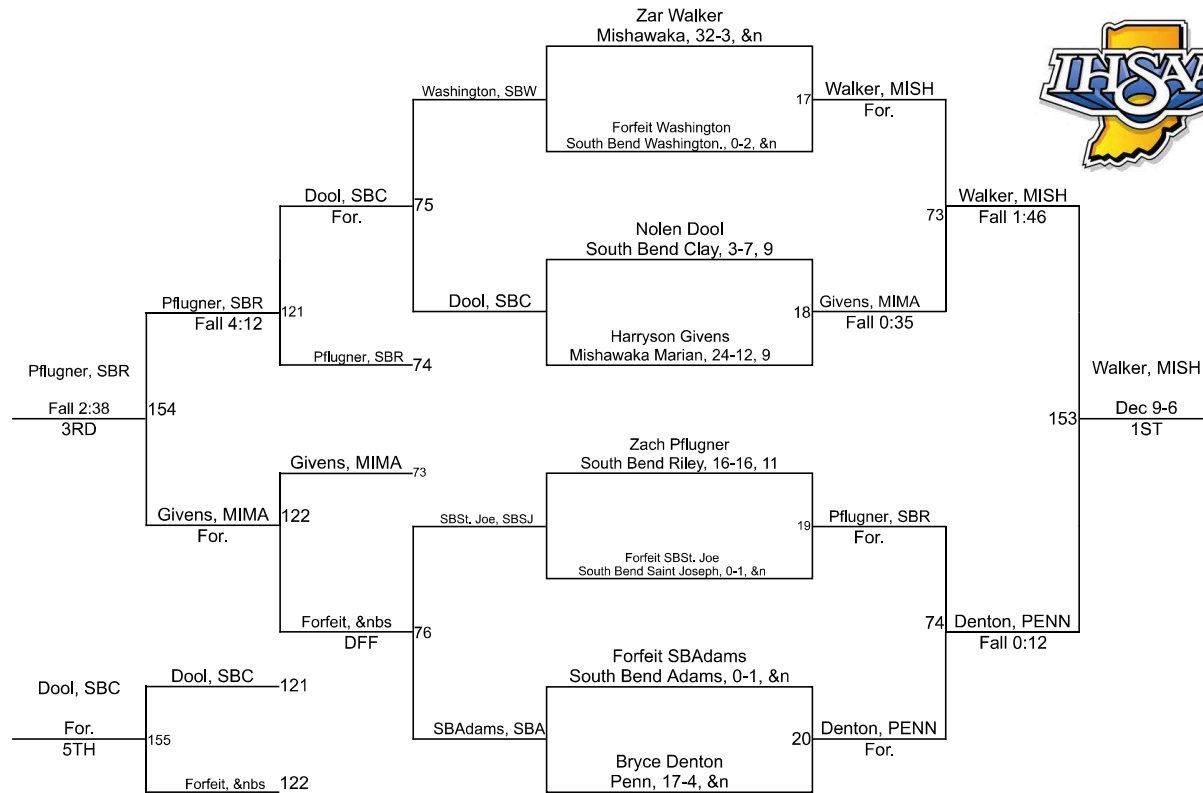 Zar Walker
Mishawaka, 32-3, &n
IHSAA
Washington, SBW
17
Walker, MISH
For.
Forfeit Washington
South Bend Washington., 0-2, &n
Dool, SBC
For.
75
73
Walker, MISH
Fall 1:46
Nolen Dool
South Bend Clay, 3-7, 9
Pflugner, SBR
Fall 4:12
121
Dool, SBC
18
Givens, MIMA
Fall 0:35
Harryson Givens
Mishawaka Marian, 24-12, 9
Pflugner, SBR
74
Pflugner, SBR
Fall 2:38
3RD
154
Walker, MISH
153
Dec 9-6
1ST
Zach Pflugner
South Bend Riley, 16-16, 11
Givens, MIMA
73
Givens, MIMA
For.
122
SBSt. Joe, SBSJ
19
Pflugner, SBR
For.
Forfeit SBSt. Joe
South Bend Saint Joseph, 0-1, &n
Forfeit, &nbs
DFF
76
74
Denton, PENN
Fall 0:12
Forfeit SBAdams
South Bend Adams, 0-1, &n
Dool, SBC
For.
5TH
Dool, SBC
121
155
SBAdams, SBA
20
Denton, PENN
For.
Bryce Denton
Penn, 17-4, &n
Forfeit, &nbs
122